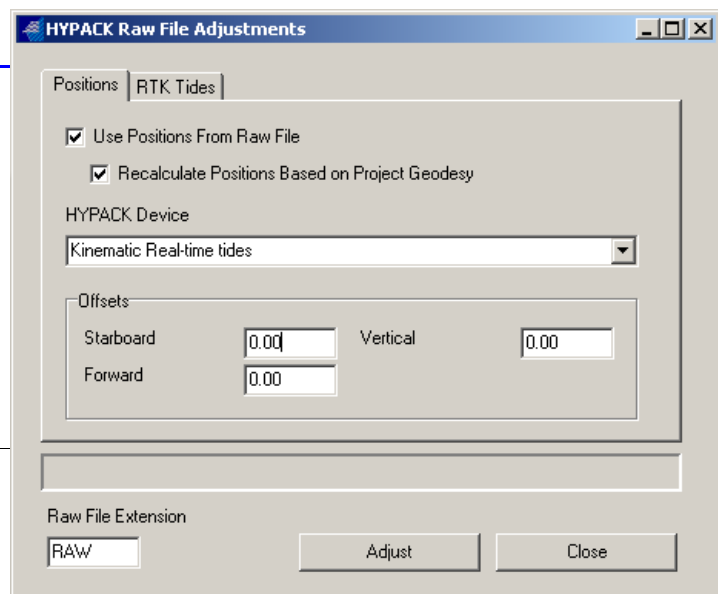 HYPACK Raw File Adjustments
Positions RTK Tides
Use Positions From Raw File
Recalculate Positions Based on Project Geodesy
HYPACK Device
Kinematic Real-time tides
Offsets
Starboard 0.00 Vertical 0.00
Forward 0.00
Raw File Extension
RAW Adjust Close